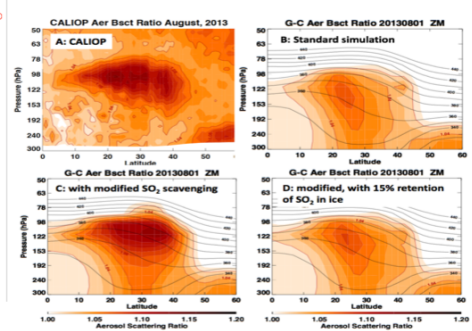 CALIOP Aer Bsct Ratio August, 2013
A: CALIOP
Pressure (hPa)
50
63
78
98
122
153
192
240
300
0 10 20 30 40 50
Latitude
G-C Aer Bsct Ratio 20130801 ZM
B: Standard simulation
Pressure (hPa)
50
63
78
98
122
153
192
240
300
0 10 20 30 40 50 60
Latitude
G-C Aer Bsct Ratio 20130801 ZM
C: with modified SO₂ scavenging
Pressure (hPa)
50
63
78
98
122
153
192
240
300
0 10 20 30 40 50 60
Latitude
1.00 1.05 1.10 1.15 1.20
Aerosol Scattering Ratio
G-C Aer Bsct Ratio 20130801 ZM
D: modified, with 15% retention
of SO₂ in ice
Pressure (hPa)
50
63
78
98
122
153
192
240
300
0 10 20 30 40 50 60
Latitude
1.00 1.05 1.10 1.15 1.20
Aerosol Scattering Ratio